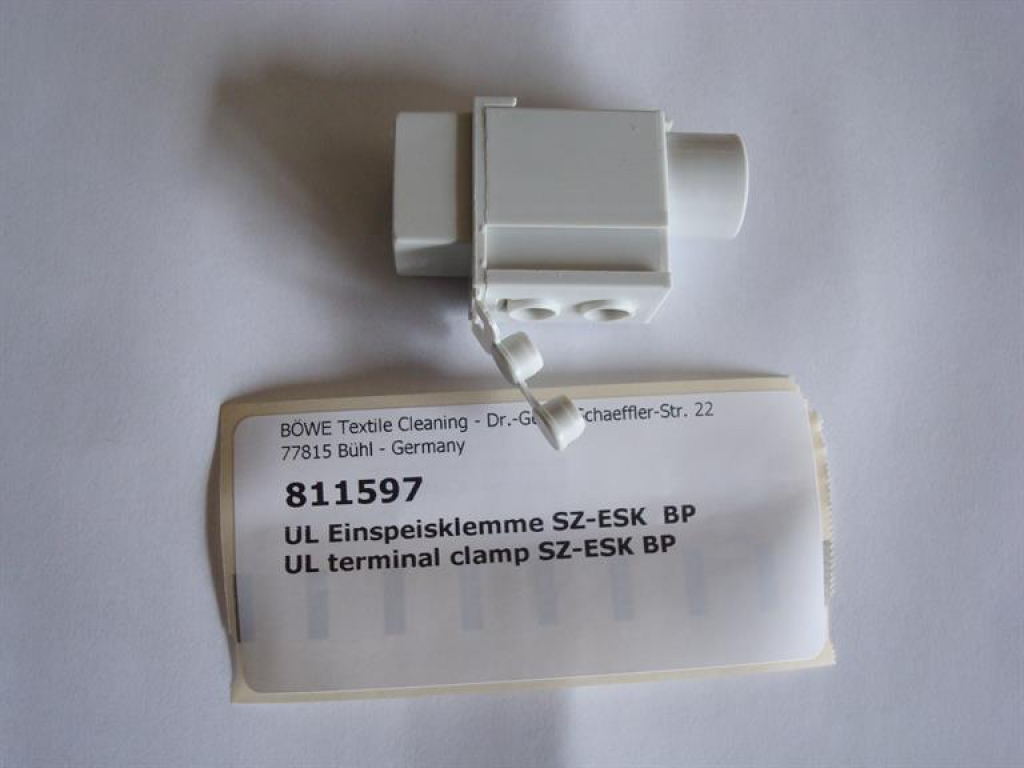 BÖWE Textile Cleaning - Dr.- Schaeffler-Str. 22
77815 Bühl - Germany
811597
UL Einspeisklemme SZ-ESK BP
UL terminal clamp SZ-ESK BP